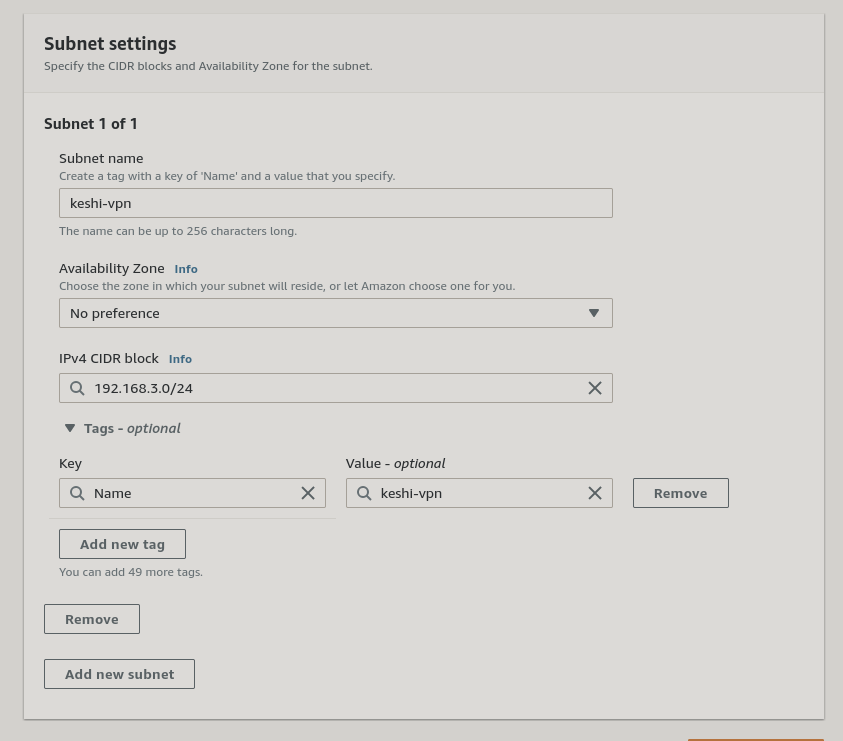 Subnet settings
Specify the CIDR blocks and Availability Zone for the subnet.
Subnet 1 of 1
Subnet name
Create a tag with a key of 'Name' and a value that you specify.
keshi-vpn
The name can be up to 256 characters long.
Availability Zone Info
Choose the zone in which your subnet will reside, or let Amazon choose one for you.
No preference
IPv4 CIDR block Info
192.168.3.0/24
Tags - optional
Key Value - optional
Name keshi-vpn Remove
Add new tag
You can add 49 more tags.
Remove
Add new subnet